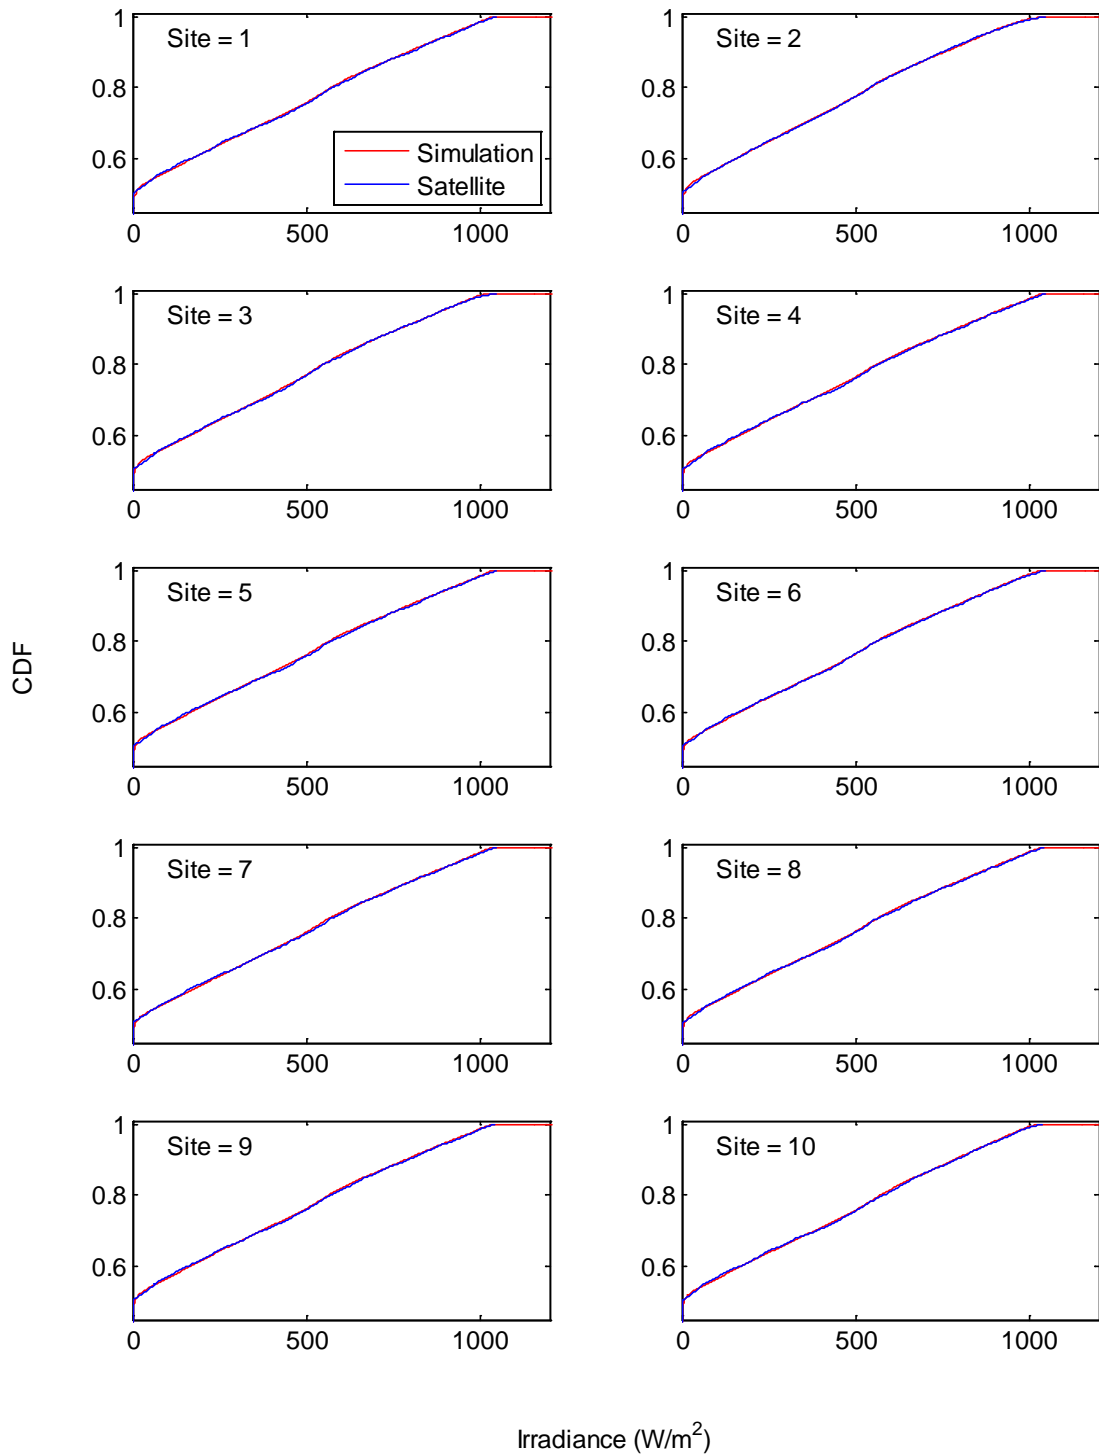 Site = 1
1
0.8
0.6
Simulation
Satellite
0 500 1000
Site = 2
1
0.8
0.6
0 500 1000
Site = 3
1
0.8
0.6
0 500 1000
Site = 4
1
0.8
0.6
0 500 1000
Site = 5
1
0.8
0.6
0 500 1000
Site = 6
1
0.8
0.6
0 500 1000
Site = 7
1
0.8
0.6
0 500 1000
Site = 8
1
0.8
0.6
0 500 1000
Site = 9
1
0.8
0.6
0 500 1000
Site = 10
1
0.8
0.6
0 500 1000
CDF
Irradiance (W/m²)